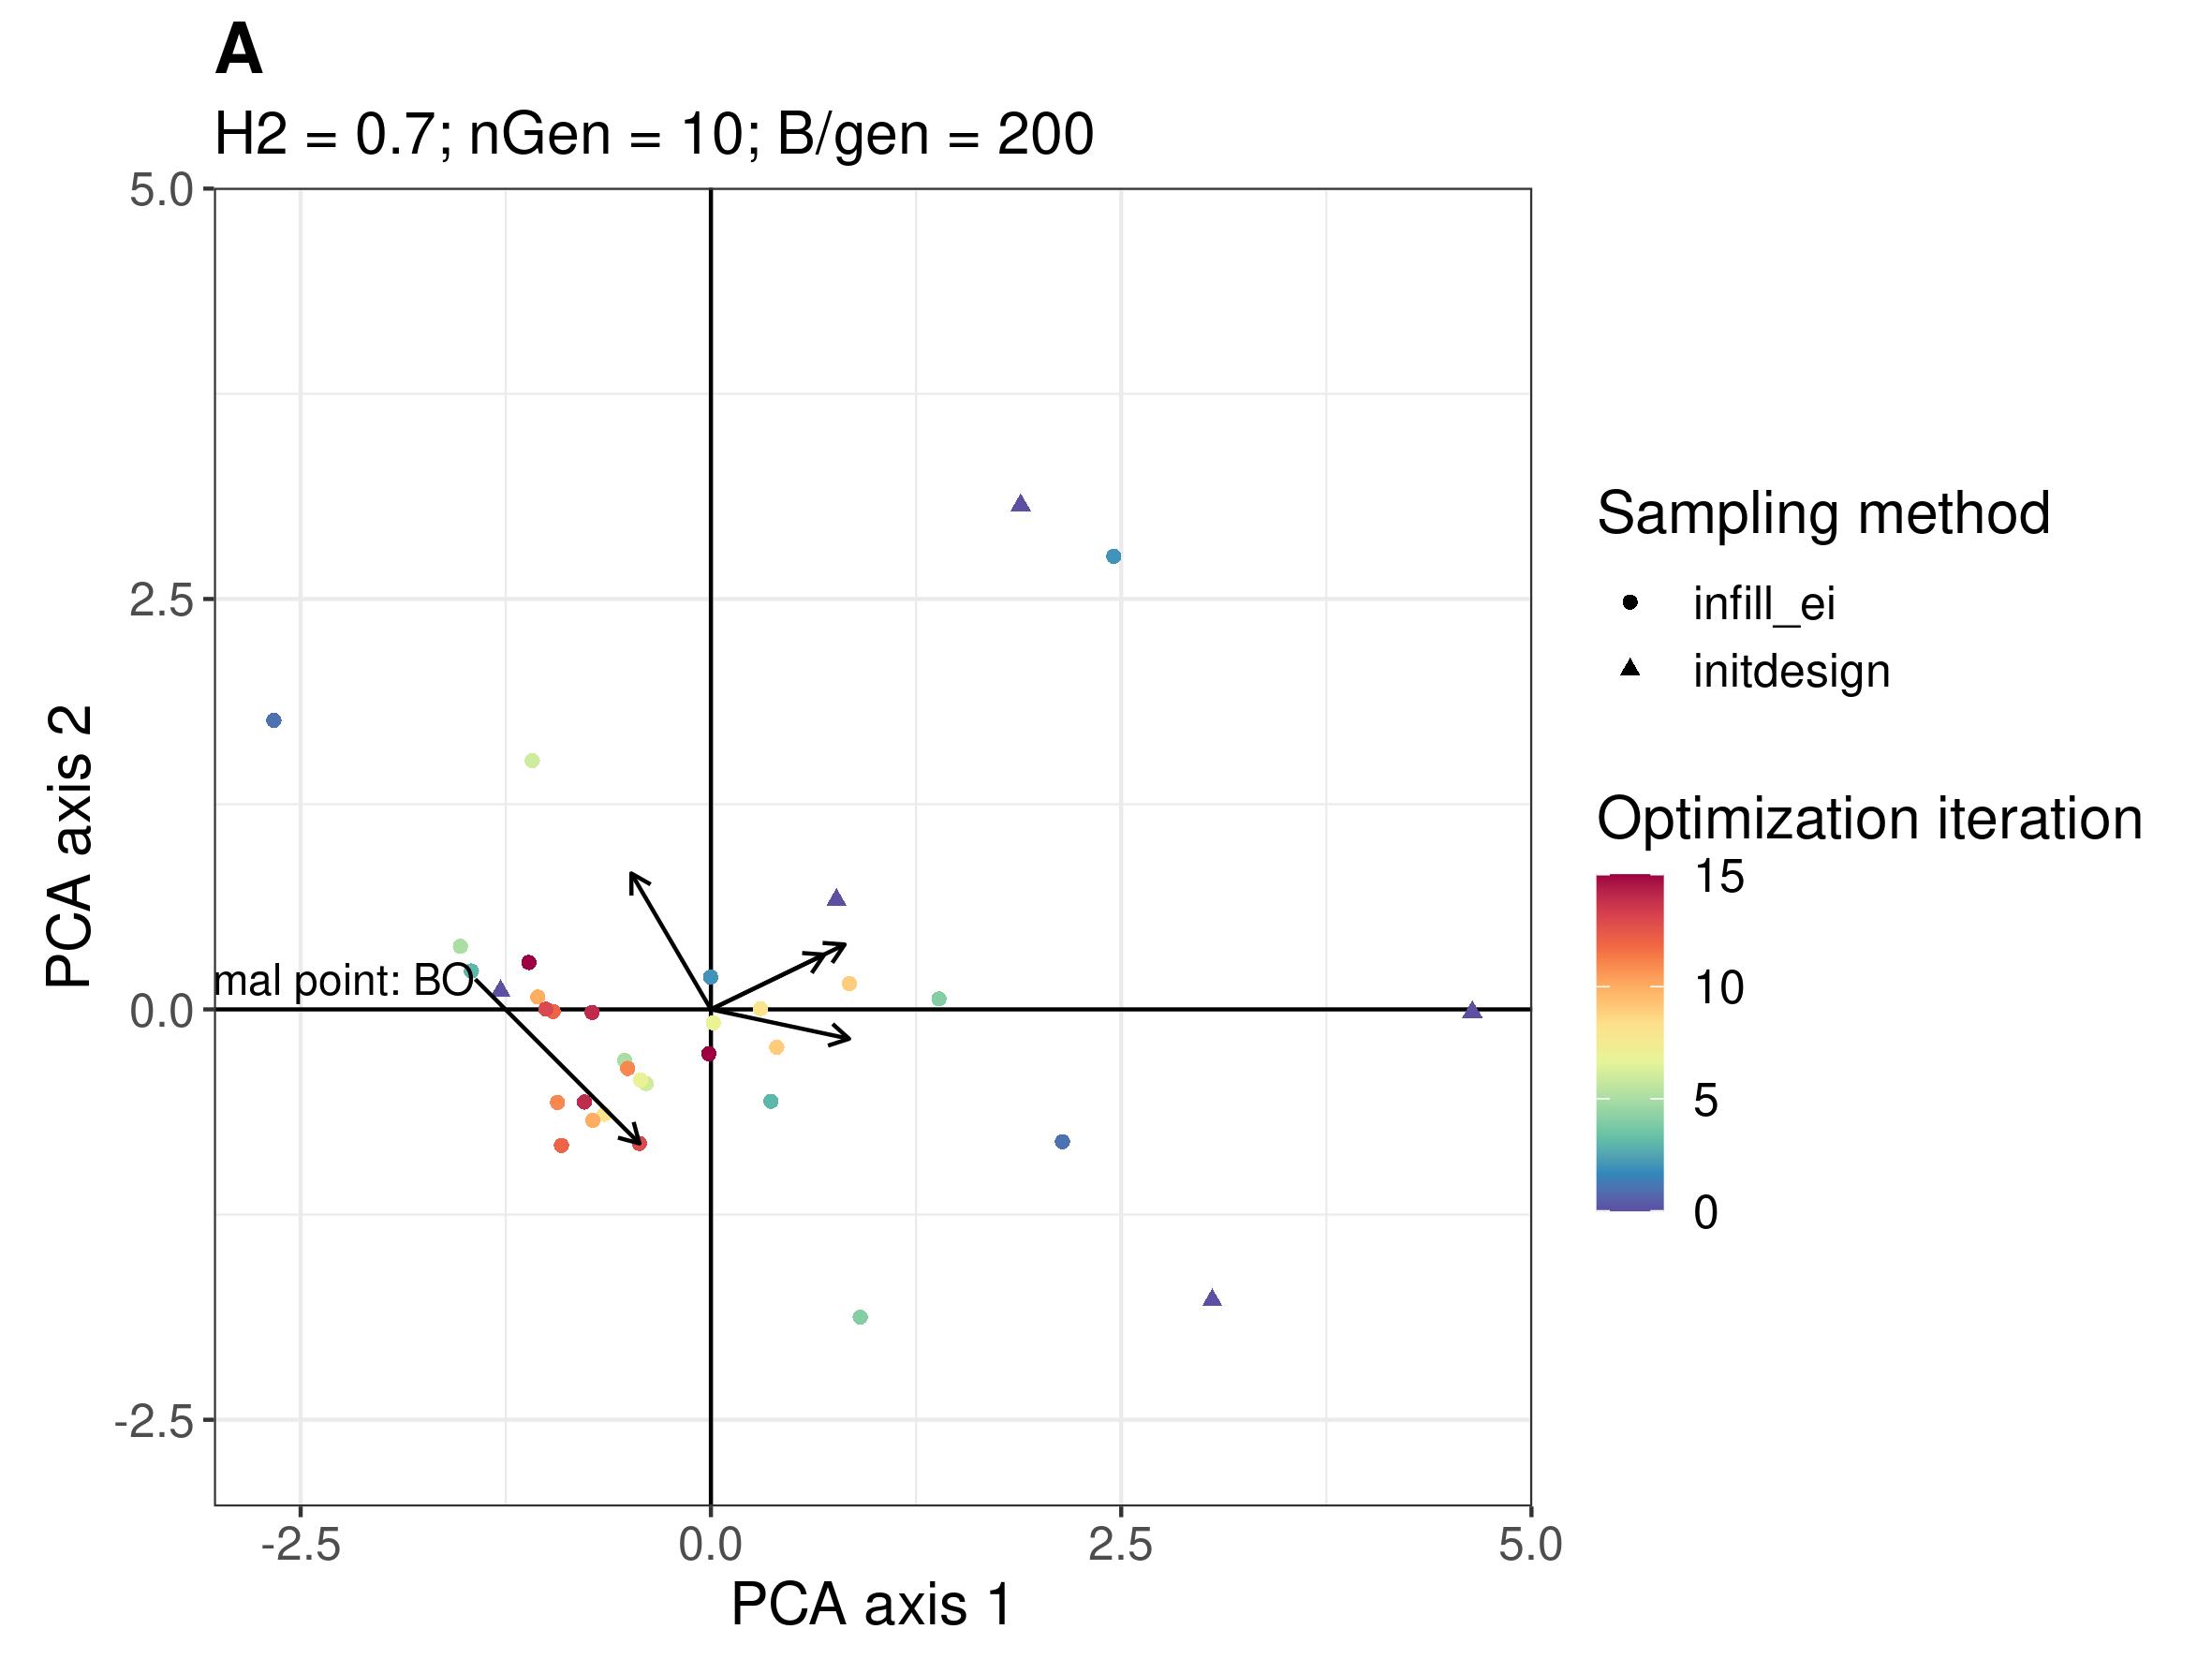 A
H2 = 0.7; nGen = 10; B/gen = 200
5.0
2.5
0.0
-2.5
PCA axis 2
mal point: BO
-2.5
0.0
2.5
5.0
PCA axis 1
Sampling method
infill_ei
initdesign
Optimization iteration
15
10
5
0